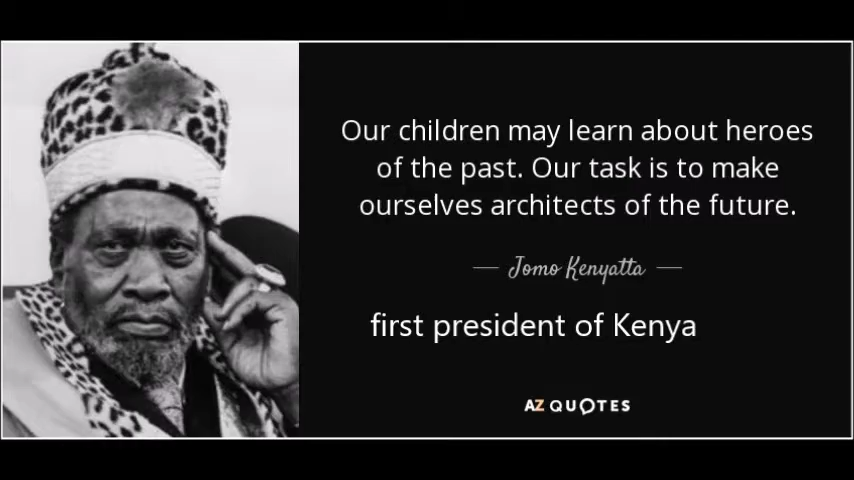 Our children may learn about heroes
of the past. Our task is to make
ourselves architects of the future.
Jomo Kenyatta
first president of Kenya
AZ QUOTES